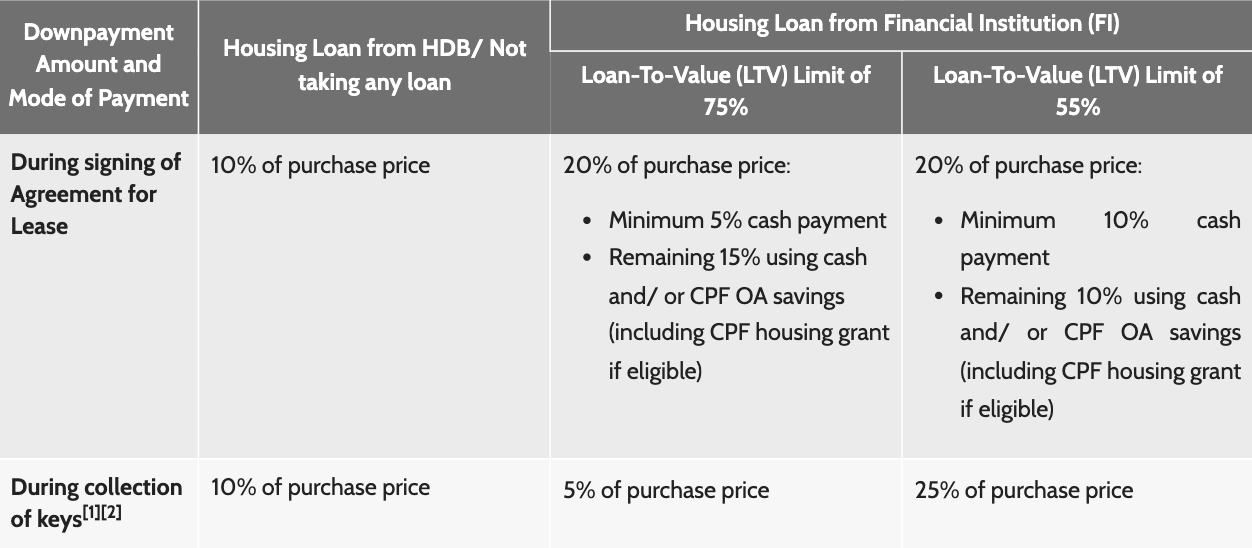 Downpayment
Amount and
Mode of Payment
Housing Loan from HDB/ Not
taking any loan
Housing Loan from Financial Institution (FI)
Loan-To-Value (LTV) Limit of
75%
Loan-To-Value (LTV) Limit of
55%
During signing of
Agreement for
Lease
10% of purchase price
20% of purchase price:
• Minimum 5% cash payment
• Remaining 15% using cash
and/ or CPF OA savings
(including CPF housing grant
if eligible)
20% of purchase price:
• Minimum 10% cash
payment
• Remaining 10% using cash
and/ or CPF OA savings
(including CPF housing grant
if eligible)
During collection
of keys[1][2]
10% of purchase price
5% of purchase price
25% of purchase price